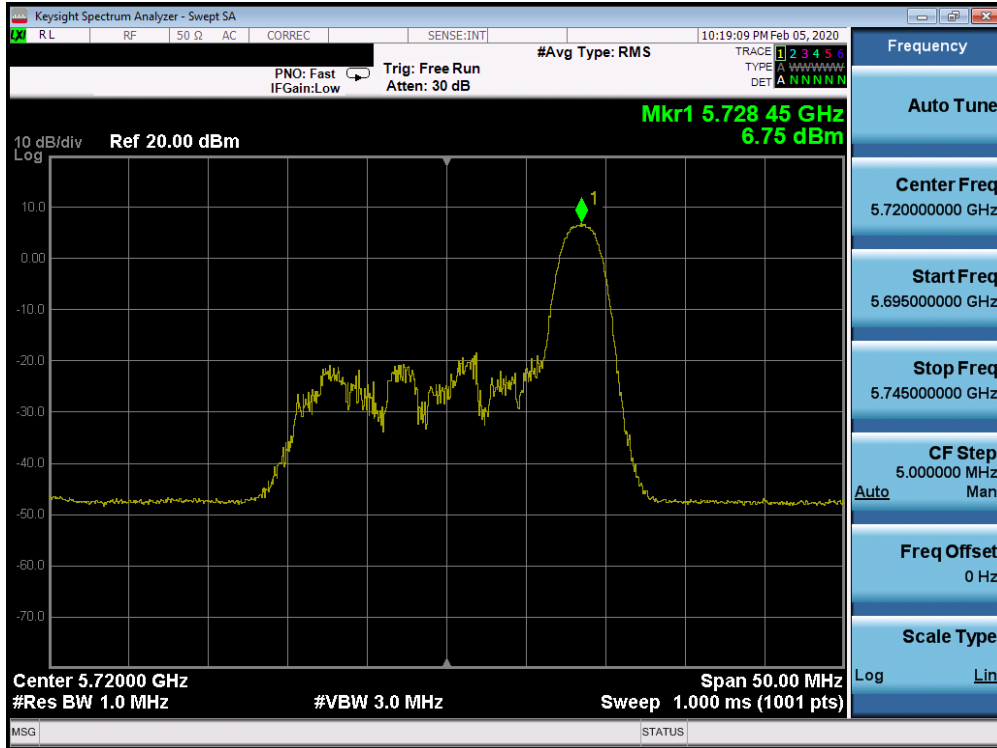 Keysight Spectrum Analyzer - Swept SA
LXI RL RF 50 Ω AC CORREC SENSE:INT 10:19:09 PM Feb 05, 2020
PNO: Fast
IFGain:Low
Trig: Free Run
Atten: 30 dB
#Avg Type: RMS
TRACE 1 2 3 4 5 6
TYPE A WWWWW
DET A N N N N N
Mkr1 5.728 45 GHz
6.75 dBm
10 dB/div Ref 20.00 dBm
Log
1
10.0
0.00
-10.0
-20.0
-30.0
-40.0
-50.0
-60.0
-70.0
Center 5.72000 GHz Span 50.00 MHz
#Res BW 1.0 MHz #VBW 3.0 MHz Sweep 1.000 ms (1001 pts)
MSG STATUS
Frequency
Auto Tune
Center Freq
5.720000000 GHz
Start Freq
5.695000000 GHz
Stop Freq
5.745000000 GHz
CF Step
5.000000 MHz
Auto Man
Freq Offset
0 Hz
Scale Type
Log Lin